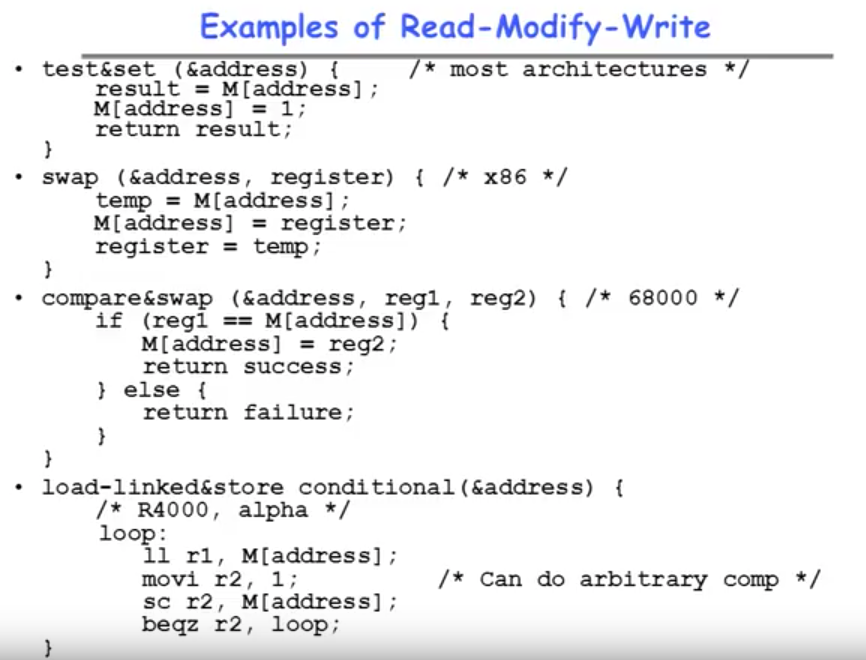 Examples of Read-Modify-Write
• test&set (&address) { /* most architectures */
result = M[address];
M[address] = 1;
return result;
}
• swap (&address, register) { /* x86 */
temp = M[address];
M[address] = register;
register = temp;
}
• compare&swap (&address, reg1, reg2) { /* 68000 */
if (reg1 == M[address]) {
M[address] = reg2;
return success;
} else {
return failure;
}
}
• load-linked&store conditional(&address) {
/* R4000, alpha */
loop:
ll r1, M[address];
movi r2, 1; /* Can do arbitrary comp */
sc r2, M[address];
beqz r2, loop;
}